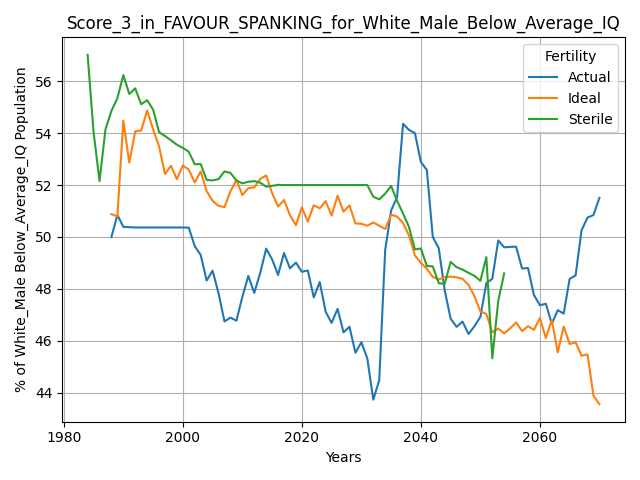 Score_3_in_FAVOUR_SPANKING_for_White_Male_Below_Average_IQ
% of White_Male Below_Average_IQ Population
56
54
52
50
48
46
44
Fertility
Actual
Ideal
Sterile
1980
2000
2020
2040
2060
Years